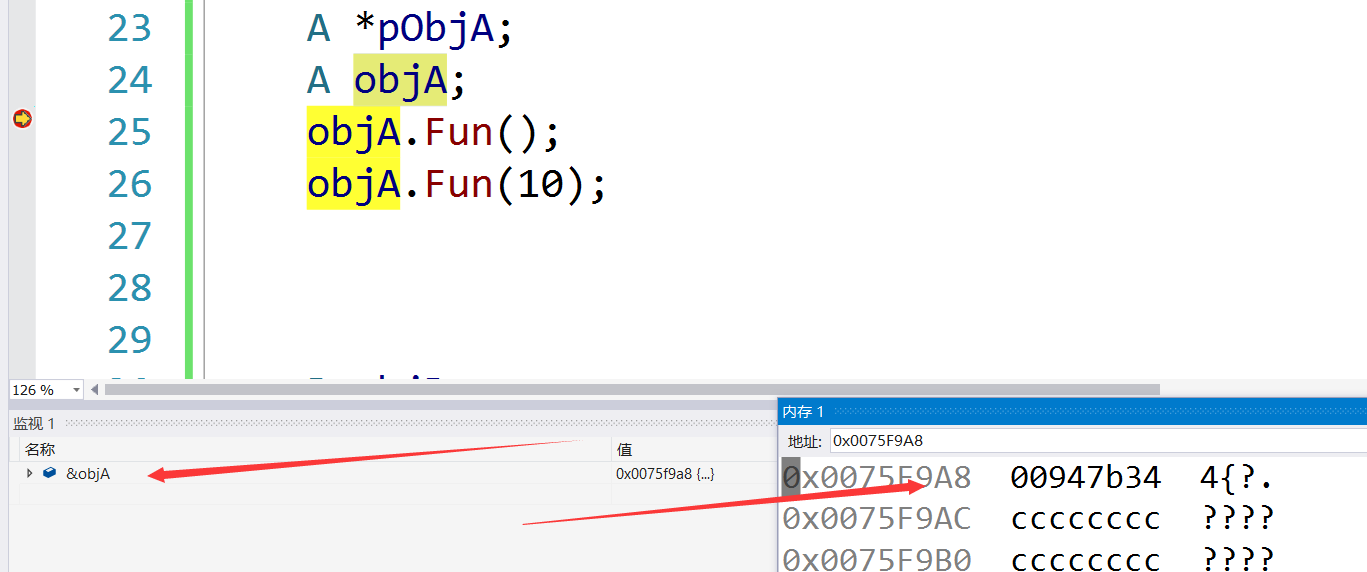 23 A *pObjA;
24 A objA;
25 objA.Fun();
26 objA.Fun(10);
27
28
29
126 %
监视 1
名称 值
&objA 0x0075f9a8 {...}
内存 1
地址: 0x0075F9A8
0x0075F9A8 00947b34 4{?.
0x0075F9AC cccccccc ????
0x0075F9B0 cccccccc ????